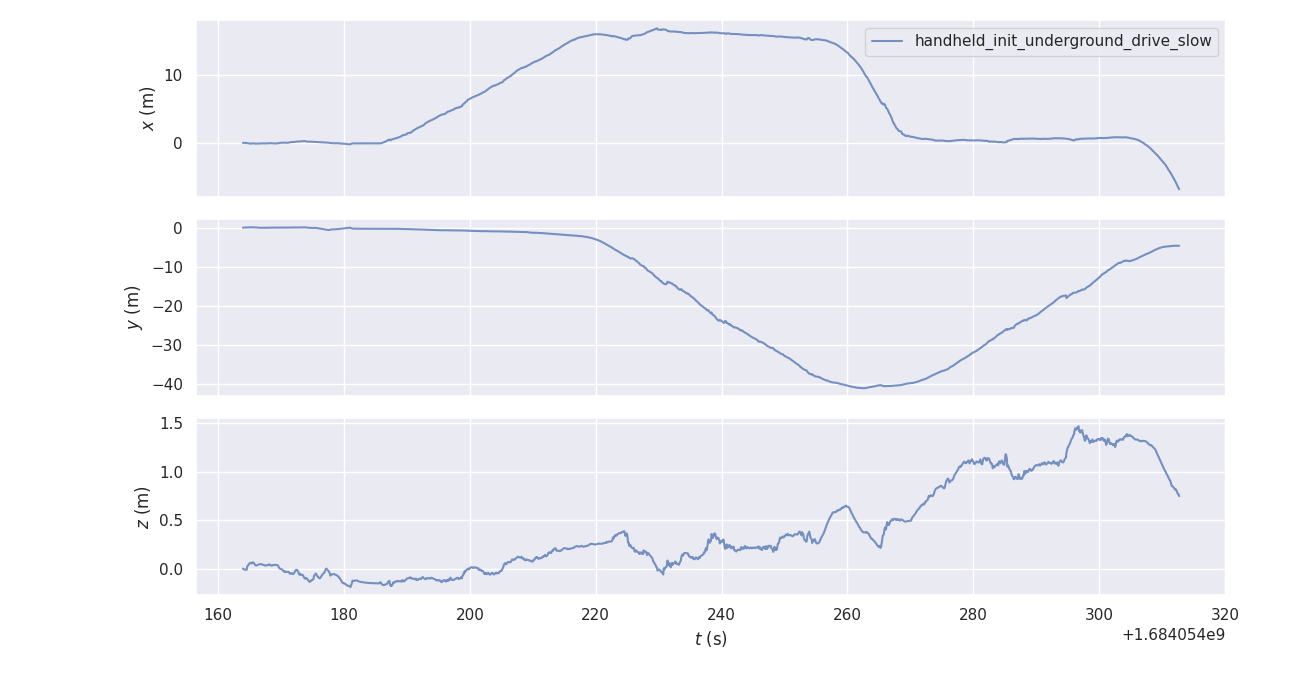 handheld_init_underground_drive_slow
10
0
x (m)
0
−10
−20
−30
−40
y (m)
1.5
1.0
0.5
0.0
z (m)
160 180 200 220 240 260 280 300 320
t (s)
+1.684054e9